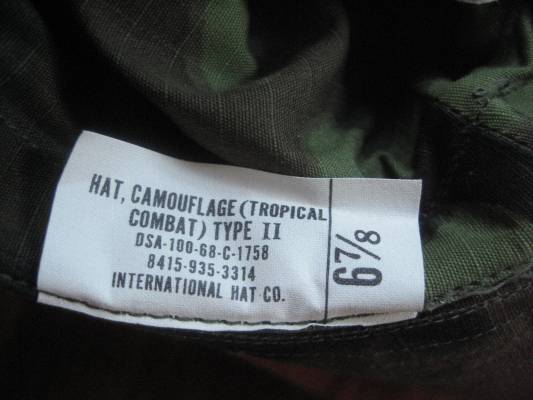 HAT, CAMOUFLAGE (TROPICAL
COMBAT) TYPE II
DSA-100-68-C-1758
8415-935-3314
INTERNATIONAL HAT CO.
6⅞